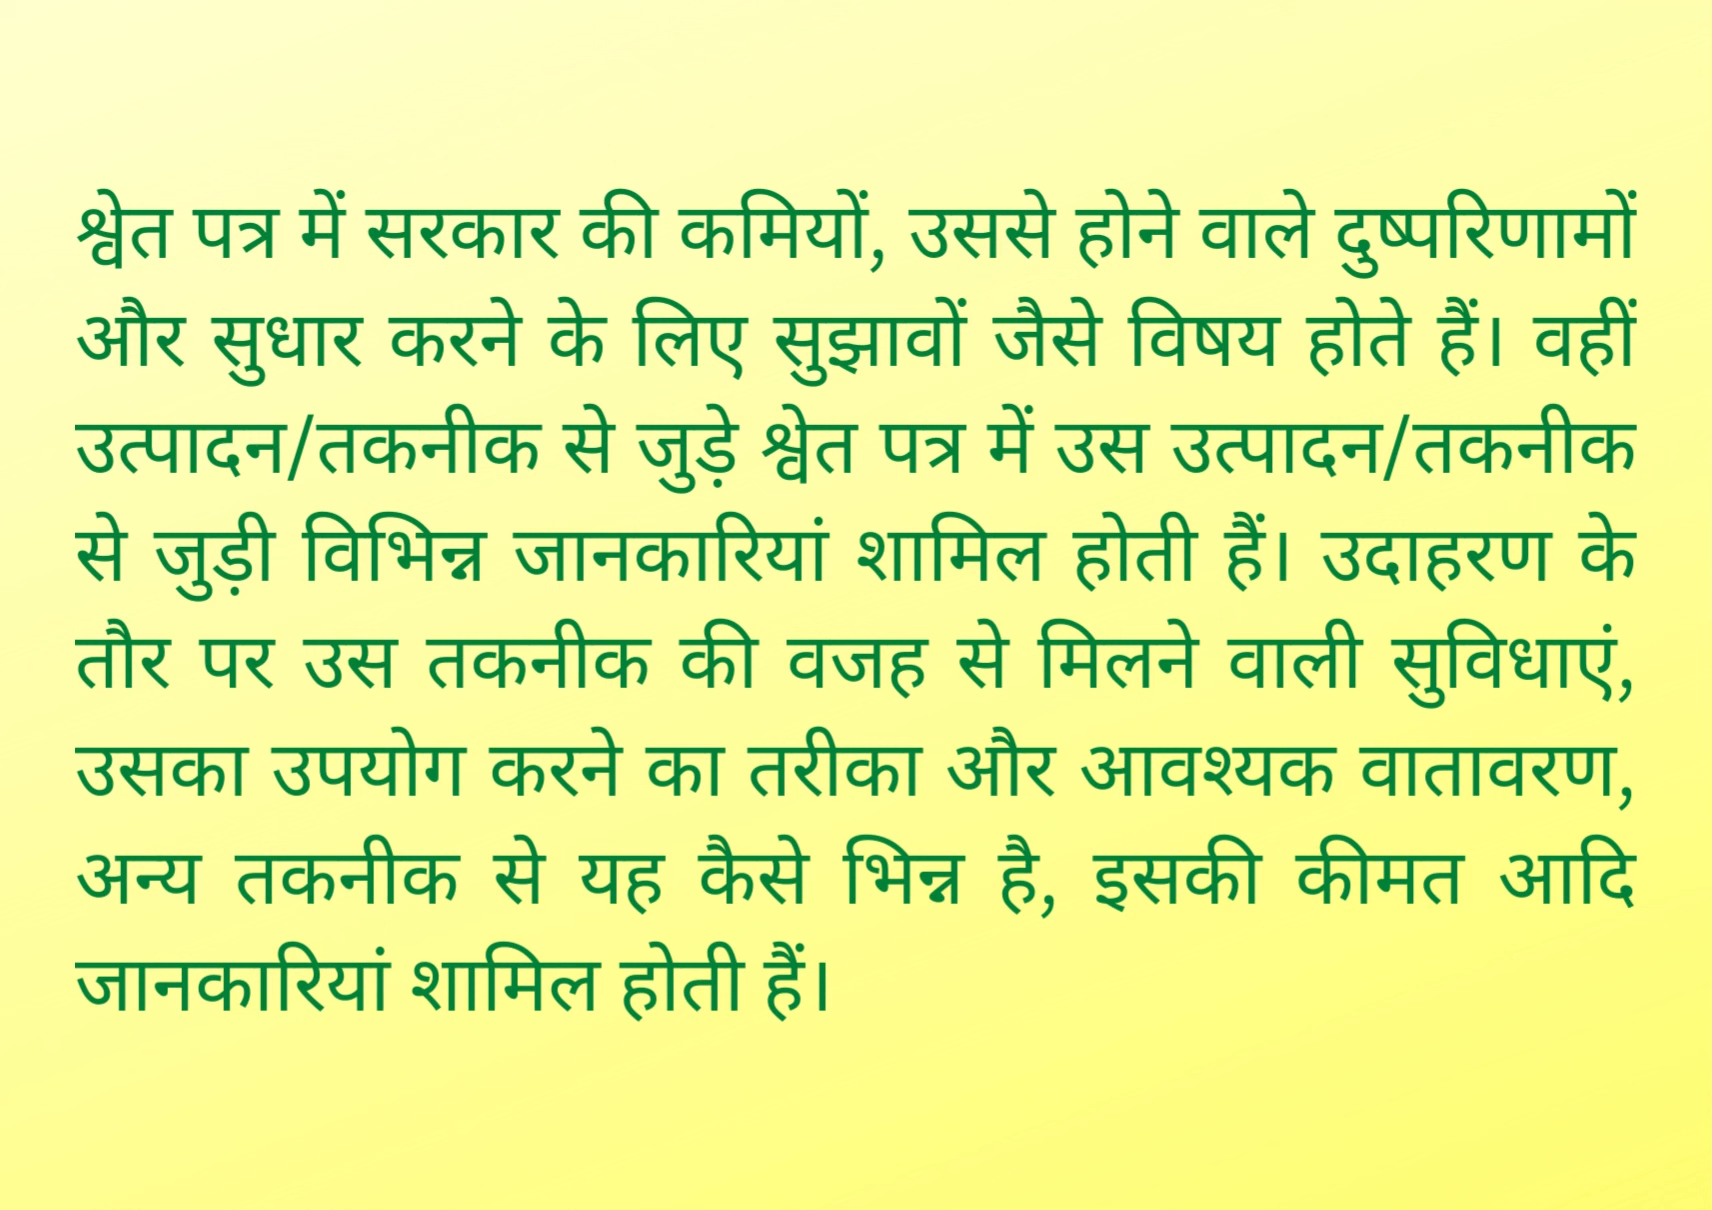 श्वेत पत्र में सरकार की कमियों, उससे होने वाले दुष्परिणामों
और सुधार करने के लिए सुझावों जैसे विषय होते हैं। वहीं
उत्पादन/तकनीक से जुड़े श्वेत पत्र में उस उत्पादन/तकनीक
से जुड़ी विभिन्न जानकारियां शामिल होती हैं। उदाहरण के
तौर पर उस तकनीक की वजह से मिलने वाली सुविधाएं,
उसका उपयोग करने का तरीका और आवश्यक वातावरण,
अन्य तकनीक से यह कैसे भिन्न है, इसकी कीमत आदि
जानकारियां शामिल होती हैं।